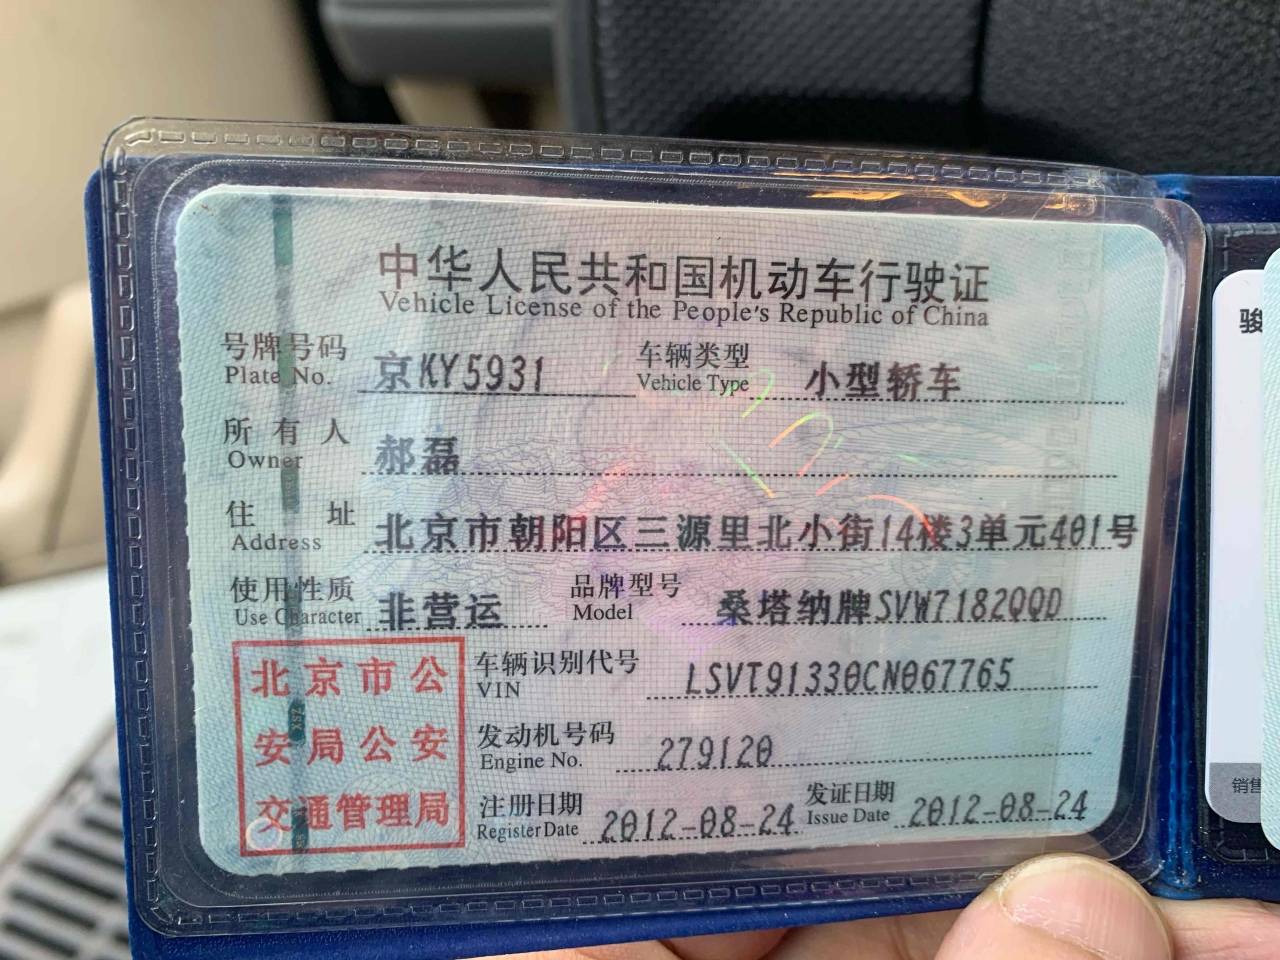 中华人民共和国机动车行驶证
Vehicle License of the People's Republic of China
号牌号码 京KY5931 车辆类型 小型轿车
Plate No. Vehicle Type
所有人 郝磊
Owner
住址 北京市朝阳区三源里北小街14楼3单元401号
Address
使用性质 非营运 品牌型号 桑塔纳牌SVW7182QQD
Use Character Model
北京市公
安局公安
交通管理局
车辆识别代号 LSVT91330CN067765
VIN
发动机号码 279120
Engine No.
注册日期 2012-08-24 发证日期 2012-08-24
Register Date Issue Date
ZSX
骏
销售